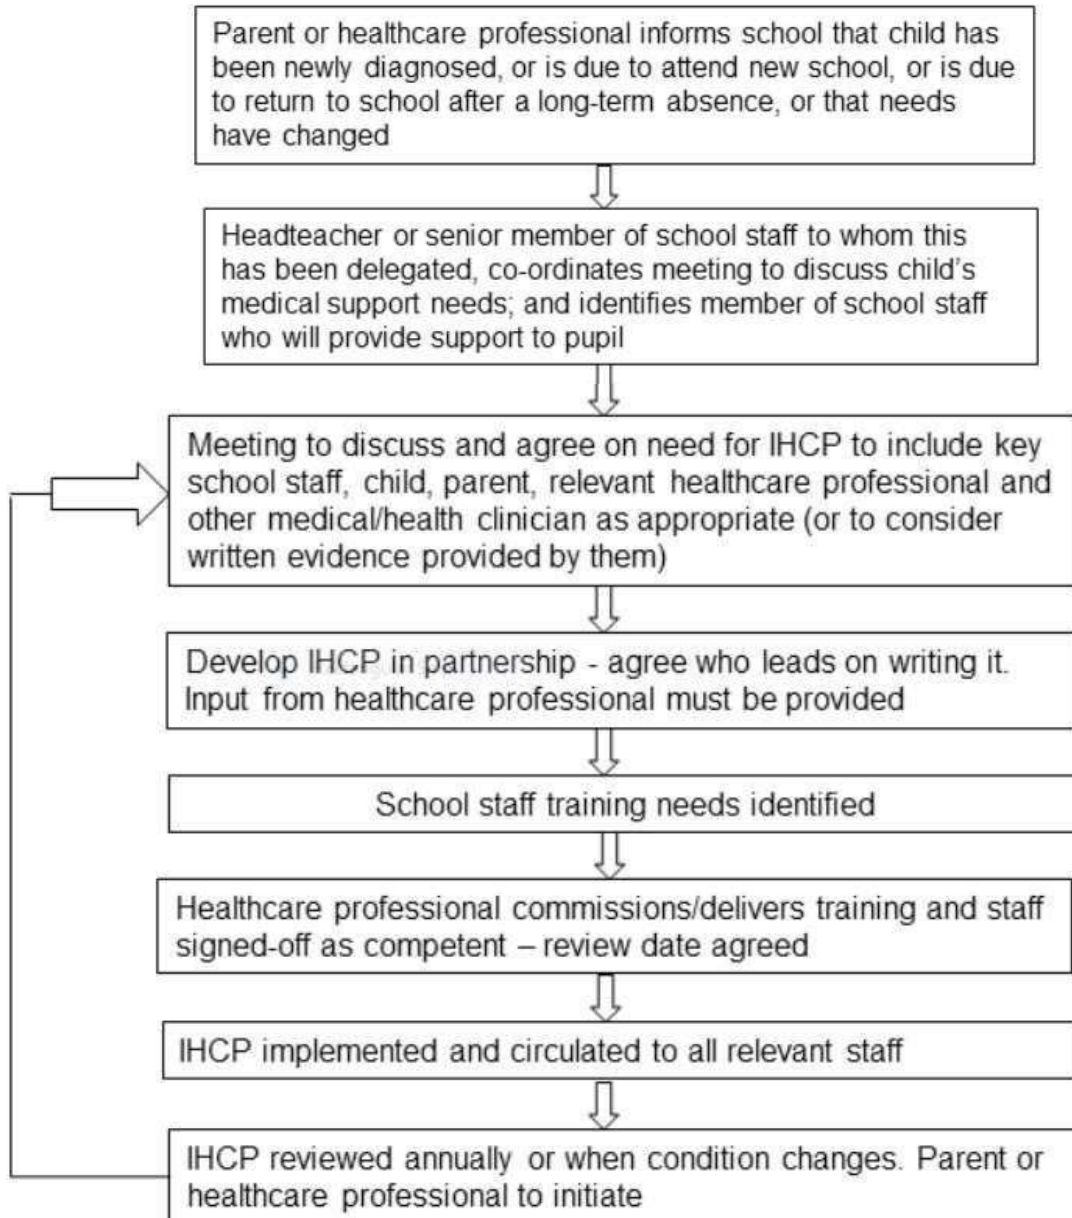 Parent or healthcare professional informs school that child has
been newly diagnosed, or is due to attend new school, or is due
to return to school after a long-term absence, or that needs
have changed
Headteacher or senior member of school staff to whom this
has been delegated, co-ordinates meeting to discuss child's
medical support needs; and identifies member of school staff
who will provide support to pupil
Meeting to discuss and agree on need for IHCP to include key
school staff, child, parent, relevant healthcare professional and
other medical/health clinician as appropriate (or to consider
written evidence provided by them)
Develop IHCP in partnership - agree who leads on writing it.
Input from healthcare professional must be provided
School staff training needs identified
Healthcare professional commissions/delivers training and staff
signed-off as competent – review date agreed
IHCP implemented and circulated to all relevant staff
IHCP reviewed annually or when condition changes. Parent or
healthcare professional to initiate